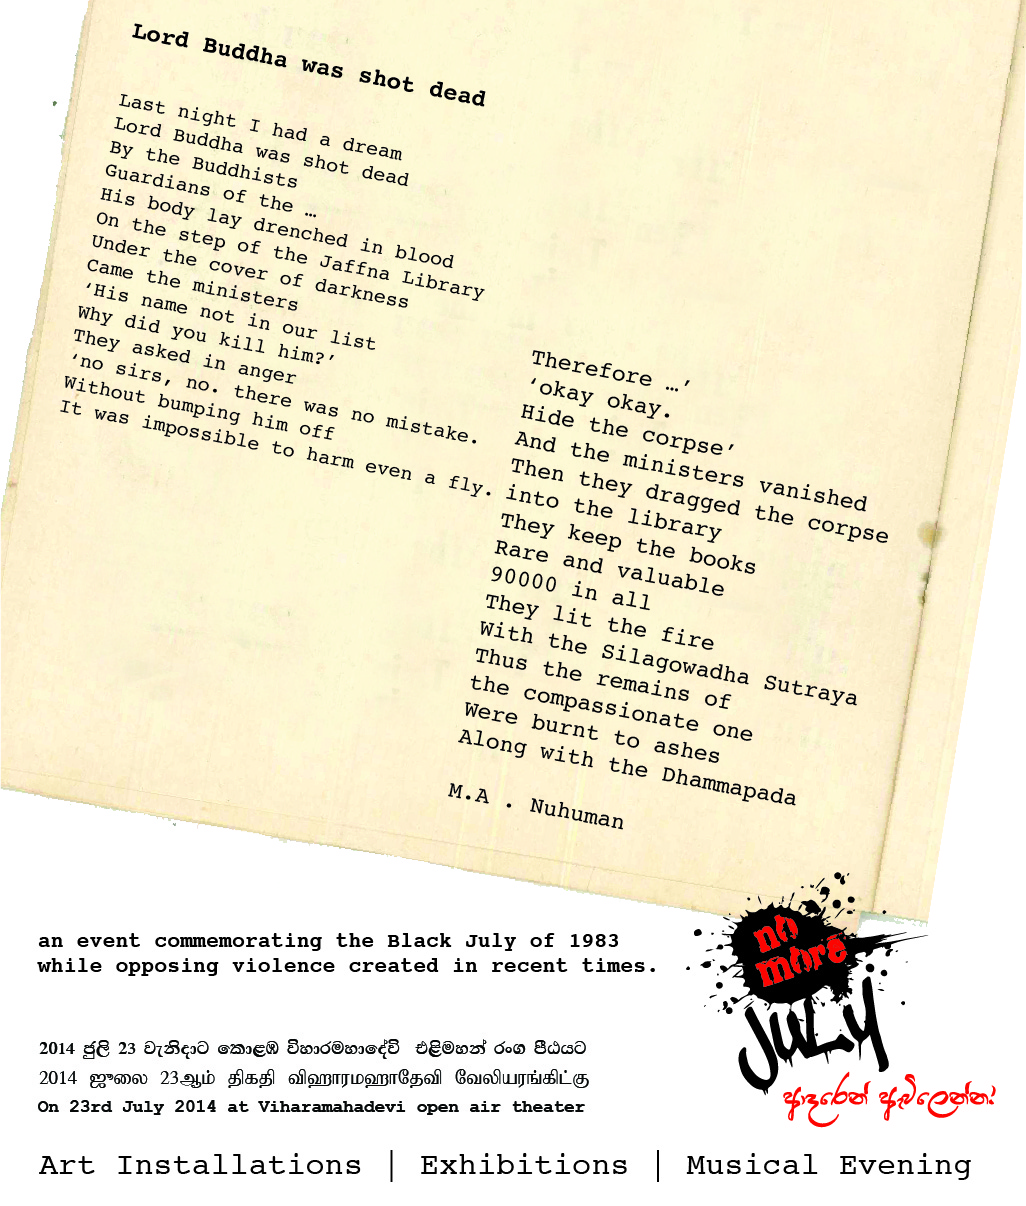 Lord Buddha was shot dead
Last night I had a dream
Lord Buddha was shot dead
By the Buddhists
Guardians of the …
His body lay drenched in blood
On the step of the Jaffna Library
Under the cover of darkness
Came the ministers
‘His name not in our list
Why did you kill him?’
They asked in anger
‘no sirs, no. there was no mistake.
Without bumping him off
It was impossible to harm even a fly.
Therefore …’
‘okay okay.
Hide the corpse’
And the ministers vanished
Then they dragged the corpse
into the library
They keep the books
Rare and valuable
90000 in all
They lit the fire
With the Silagowadha Sutraya
Thus the remains of
the compassionate one
Were burnt to ashes
Along with the Dhammapada
M.A . Nuhuman
an event commemorating the Black July of 1983
while opposing violence created in recent times.
no
more
JULY
ආදරෙන් ඇවිලෙන්න!
2014 ජුලි 23 වැනිදාට කොළඹ විහාරමහාදේවි එළිමහන් රංග පීඨයට
2014 ஜுலை 23ஆம் திகதி விஹாரமஹாதேவி வேலியரங்கிட்கு
On 23rd July 2014 at Viharamahadevi open air theater
Art Installations | Exhibitions | Musical Evening